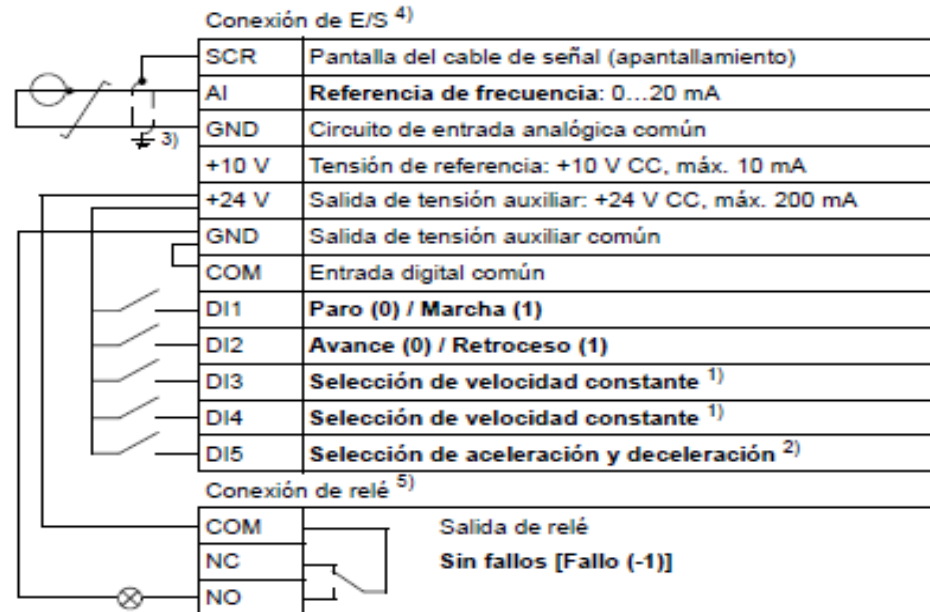 Conexión de E/S 4)
SCR Pantalla del cable de señal (apantallamiento)
AI Referencia de frecuencia: 0...20 mA
GND Circuito de entrada analógica común
3)
+10 V Tensión de referencia: +10 V CC, máx. 10 mA
+24 V Salida de tensión auxiliar: +24 V CC, máx. 200 mA
GND Salida de tensión auxiliar común
COM Entrada digital común
DI1 Paro (0) / Marcha (1)
DI2 Avance (0) / Retroceso (1)
DI3 Selección de velocidad constante 1)
DI4 Selección de velocidad constante 1)
DI5 Selección de aceleración y deceleración 2)
Conexión de relé 5)
COM Salida de relé
NC Sin fallos [Fallo (-1)]
NO